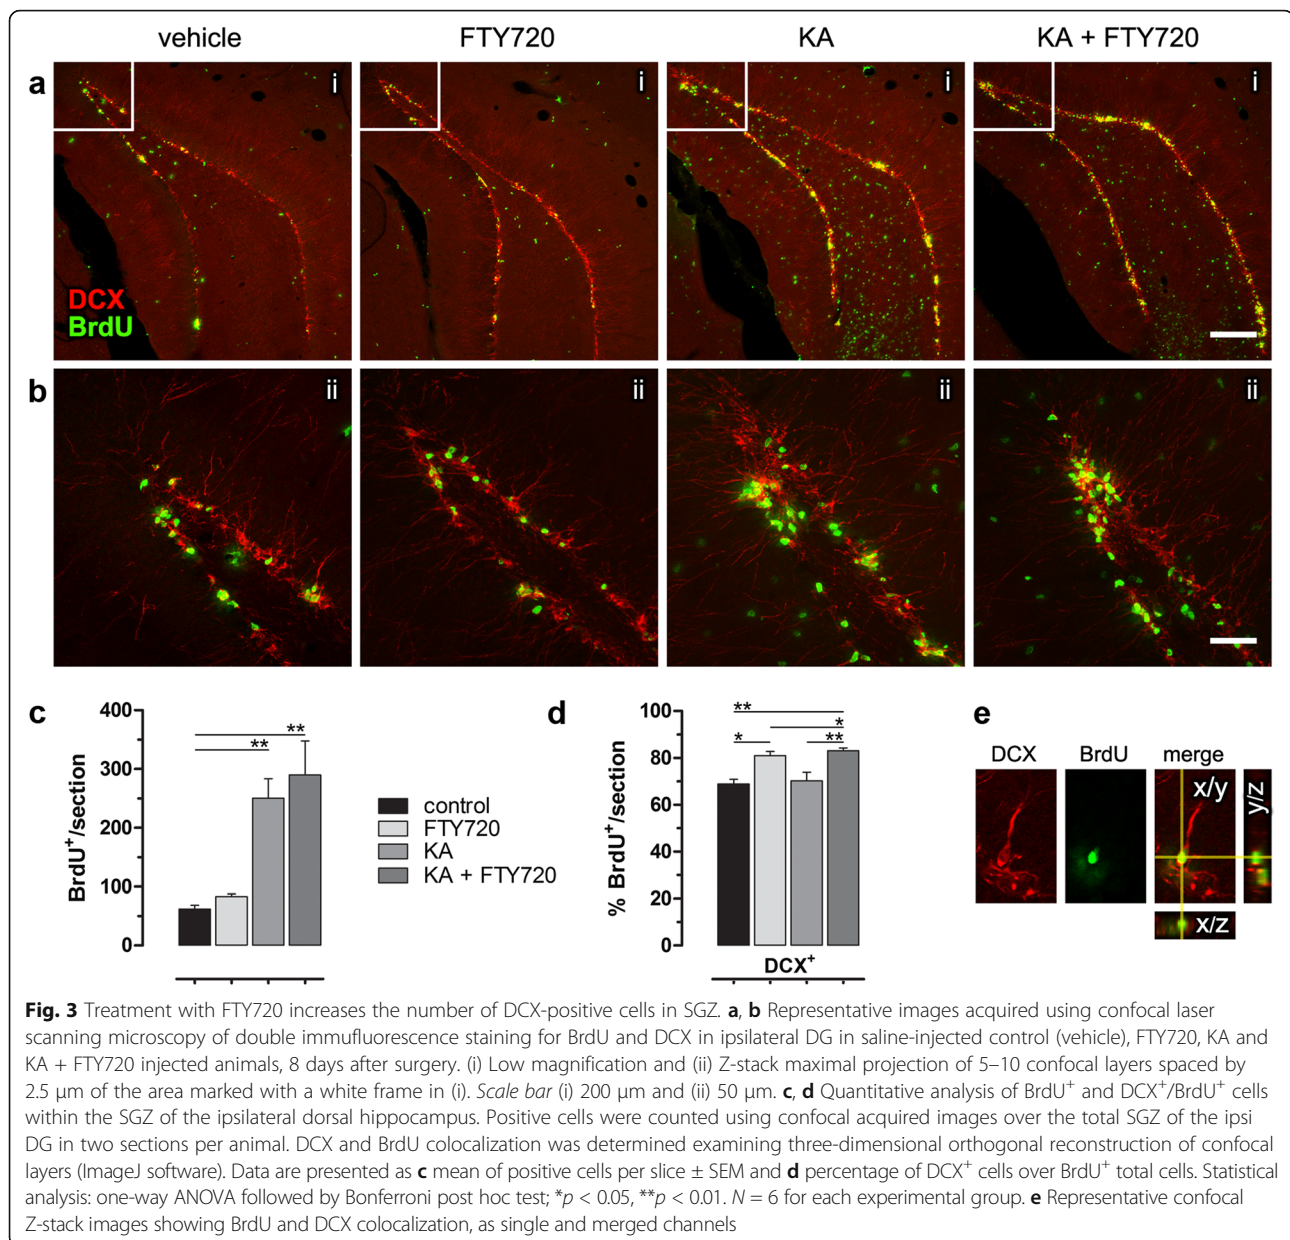 vehicle FTY720 KA KA + FTY720
a i i i i
DCX
BrdU
b ii ii ii ii
c
400
300
200
100
0
BrdU⁺/section
control
FTY720
KA
KA + FTY720
** **
d
100
80
60
40
20
0
% BrdU⁺/section
**
*
* **
DCX⁺
e
DCX BrdU merge
x/y
y/z
x/z
Fig. 3 Treatment with FTY720 increases the number of DCX-positive cells in SGZ. a, b Representative images acquired using confocal laser
scanning microscopy of double immufluorescence staining for BrdU and DCX in ipsilateral DG in saline-injected control (vehicle), FTY720, KA and
KA + FTY720 injected animals, 8 days after surgery. (i) Low magnification and (ii) Z-stack maximal projection of 5–10 confocal layers spaced by
2.5 μm of the area marked with a white frame in (i). Scale bar (i) 200 μm and (ii) 50 μm. c, d Quantitative analysis of BrdU⁺ and DCX⁺/BrdU⁺ cells
within the SGZ of the ipsilateral dorsal hippocampus. Positive cells were counted using confocal acquired images over the total SGZ of the ipsi
DG in two sections per animal. DCX and BrdU colocalization was determined examining three-dimensional orthogonal reconstruction of confocal
layers (ImageJ software). Data are presented as c mean of positive cells per slice ± SEM and d percentage of DCX⁺ cells over BrdU⁺ total cells. Statistical
analysis: one-way ANOVA followed by Bonferroni post hoc test; *p < 0.05, **p < 0.01. N = 6 for each experimental group. e Representative confocal
Z-stack images showing BrdU and DCX colocalization, as single and merged channels